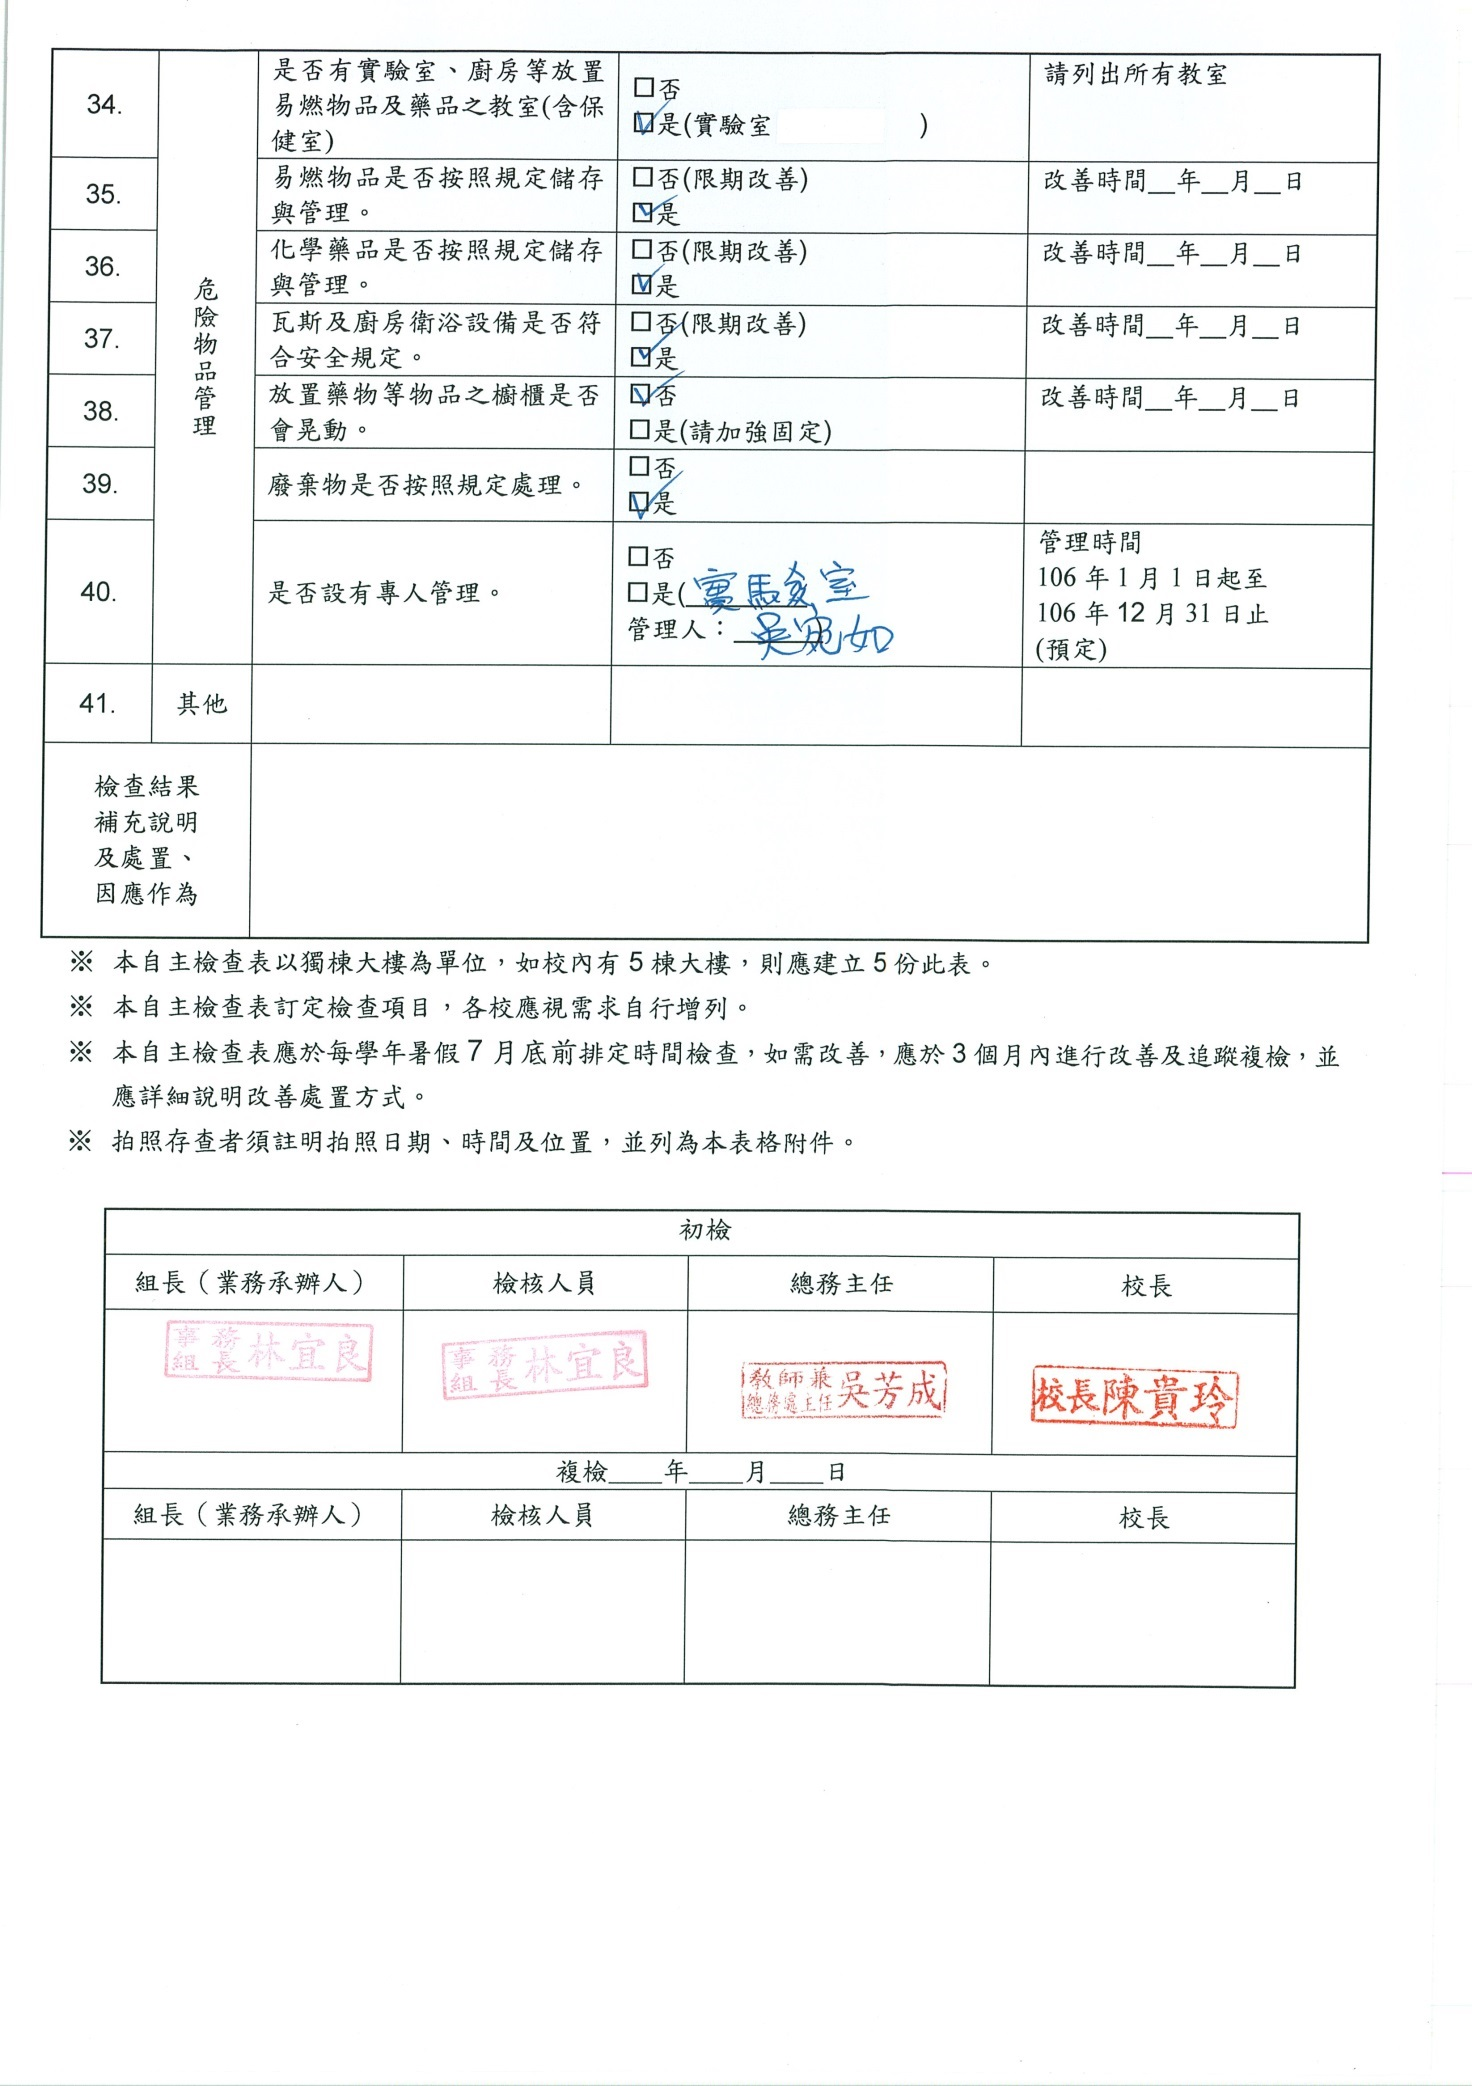 34.
危險物品管理
是否有實驗室、廚房等放置
易燃物品及藥品之教室(含保
健室)
□否
☑是(實驗室 )
請列出所有教室
35.
易燃物品是否按照規定儲存
與管理。
□否(限期改善)
☑是
改善時間__年__月__日
36.
化學藥品是否按照規定儲存
與管理。
□否(限期改善)
☑是
改善時間__年__月__日
37.
瓦斯及廚房衛浴設備是否符
合安全規定。
□否(限期改善)
☑是
改善時間__年__月__日
38.
放置藥物等物品之櫥櫃是否
會晃動。
☑否
□是(請加強固定)
改善時間__年__月__日
39.
廢棄物是否按照規定處理。
□否
☑是
40.
是否設有專人管理。
□否
□是(實驗室
管理人：吳宛如)
管理時間
106 年 1 月 1 日起至
106 年 12 月 31 日止
(預定)
41.
其他
檢查結果
補充說明
及處置、
因應作為
※ 本自主檢查表以獨棟大樓為單位，如校內有 5 棟大樓，則應建立 5 份此表。
※ 本自主檢查表訂定檢查項目，各校應視需求自行增列。
※ 本自主檢查表應於每學年暑假 7 月底前排定時間檢查，如需改善，應於 3 個月內進行改善及追蹤複檢，並
應詳細說明改善處置方式。
※ 拍照存查者須註明拍照日期、時間及位置，並列為本表格附件。
初檢
組長（業務承辦人） 檢核人員 總務主任 校長
事務組長林宜良 事務組長林宜良 教師兼總務處主任吳芳成 校長陳貴玲
複檢____年____月____日
組長（業務承辦人） 檢核人員 總務主任 校長